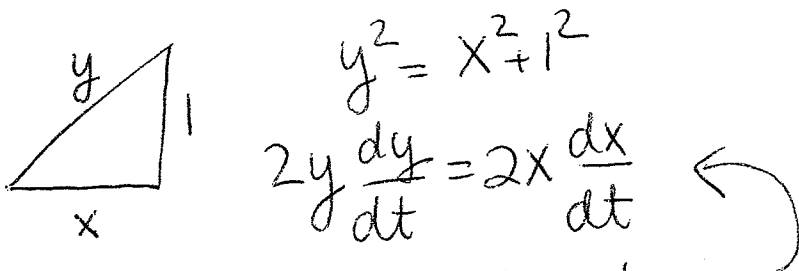 y
1
x
y² = x² + 1²
2y dy/dt = 2x dx/dt